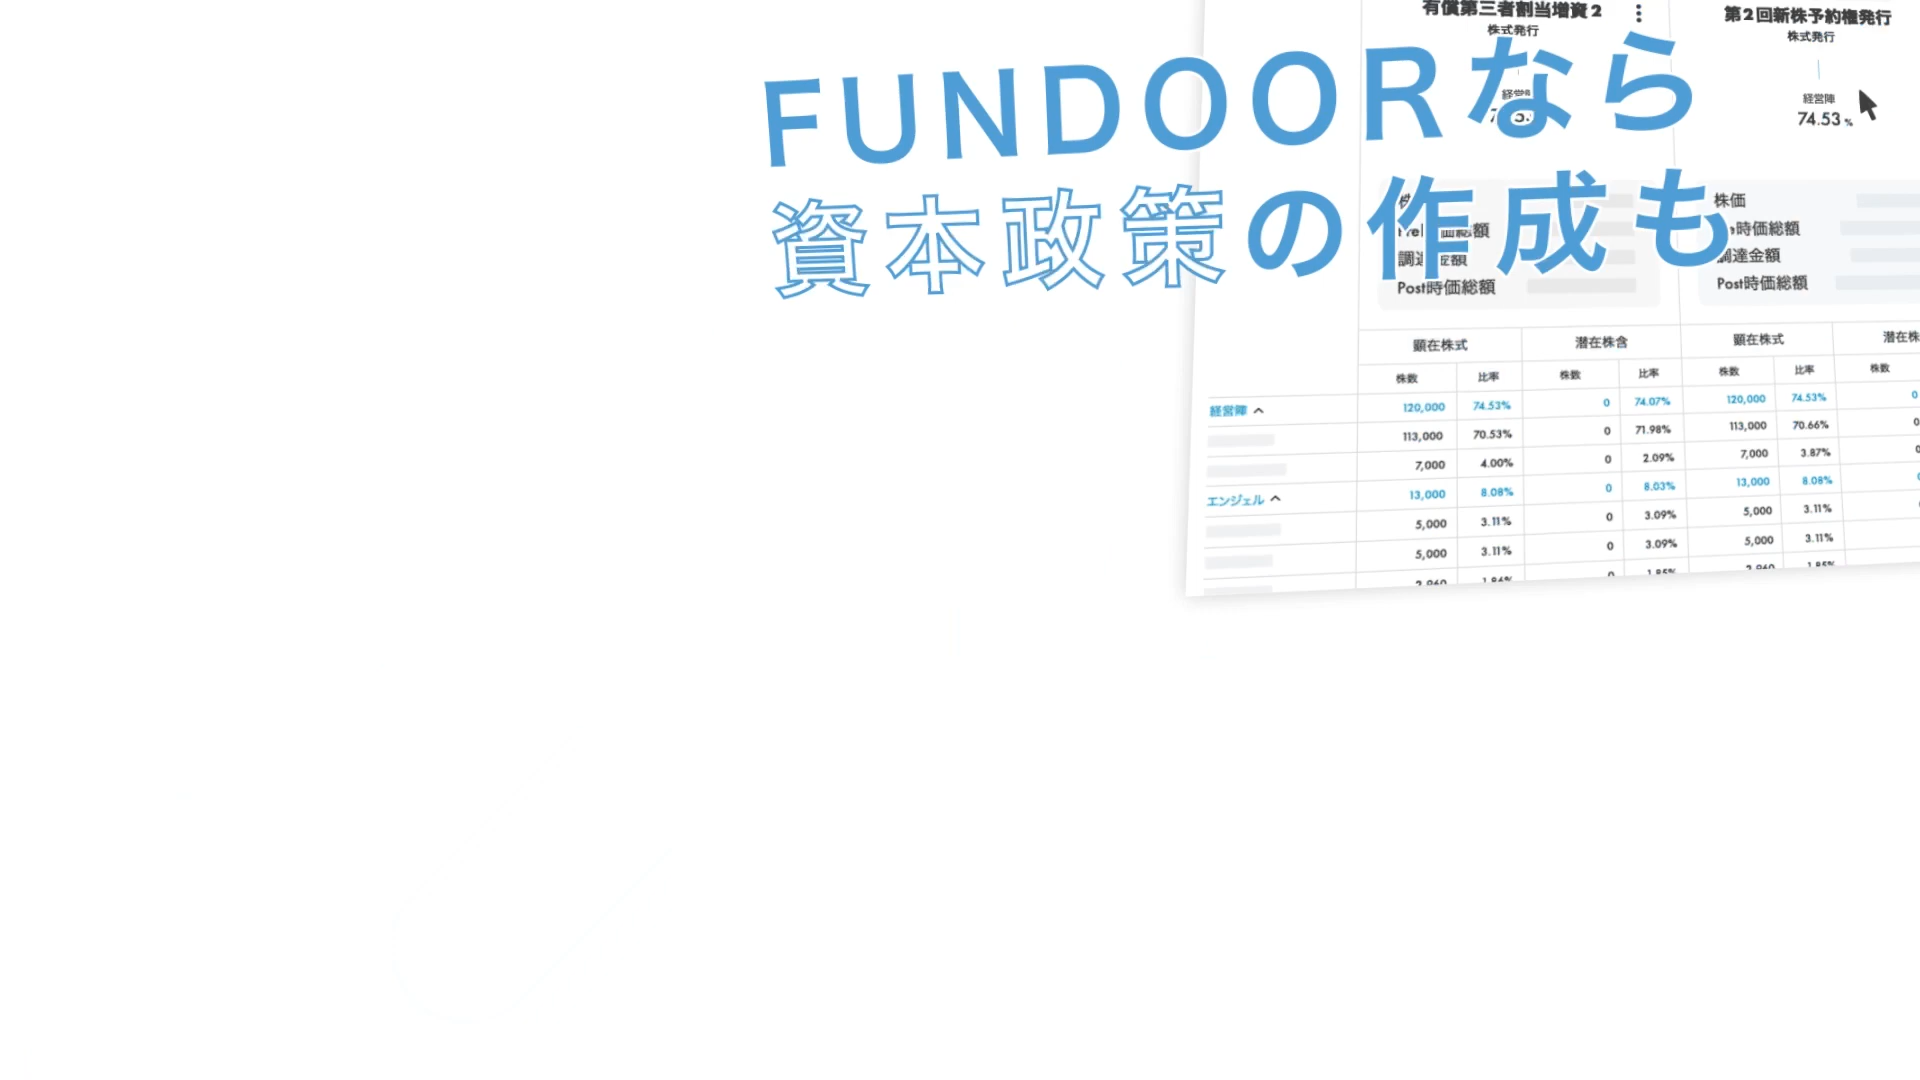 FUNDOORなら
資本政策の作成も
有償第三者割当増資2
株式発行
第2回新株予約権発行
株式発行
経営陣
74.53 %
株価
時価総額
調達金額
Post時価総額
Post時価総額
顕在株式 潜在株含 顕在株式
株数 比率 株数 比率 株数 比率 株数
経営陣 120,000 74.53% 0 74.07% 120,000 74.53% 0
113,000 70.53% 0 71.98% 113,000 70.66%
7,000 4.00% 0 2.09% 7,000 3.87%
エンジェル 13,000 8.08% 0 8.03% 13,000 8.08%
5,000 3.11% 0 3.09% 5,000 3.11%
5,000 3.11% 0 3.09% 5,000 3.11%